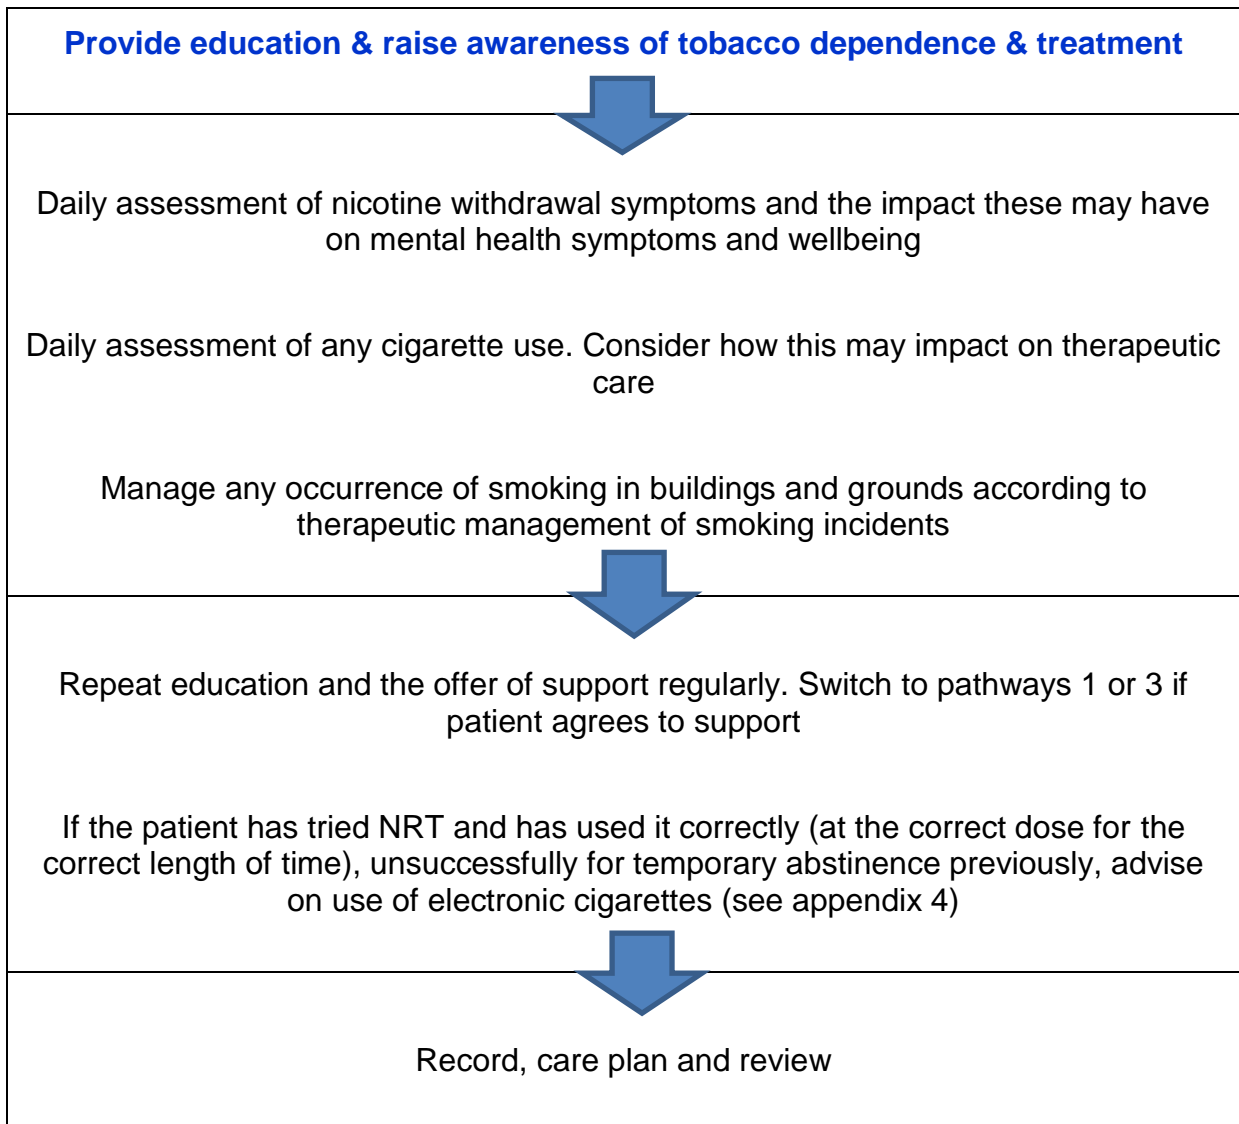 Provide education & raise awareness of tobacco dependence & treatment
Daily assessment of nicotine withdrawal symptoms and the impact these may have
on mental health symptoms and wellbeing
Daily assessment of any cigarette use. Consider how this may impact on therapeutic
care
Manage any occurrence of smoking in buildings and grounds according to
therapeutic management of smoking incidents
Repeat education and the offer of support regularly. Switch to pathways 1 or 3 if
patient agrees to support
If the patient has tried NRT and has used it correctly (at the correct dose for the
correct length of time), unsuccessfully for temporary abstinence previously, advise
on use of electronic cigarettes (see appendix 4)
Record, care plan and review